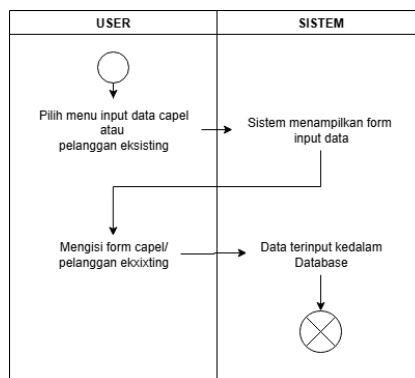 USER
SISTEM
Pilih menu input data capel
atau
pelanggan eksisting
Sistem menampilkan form
input data
Mengisi form capel/
pelanggan ekxixting
Data terinput kedalam
Database